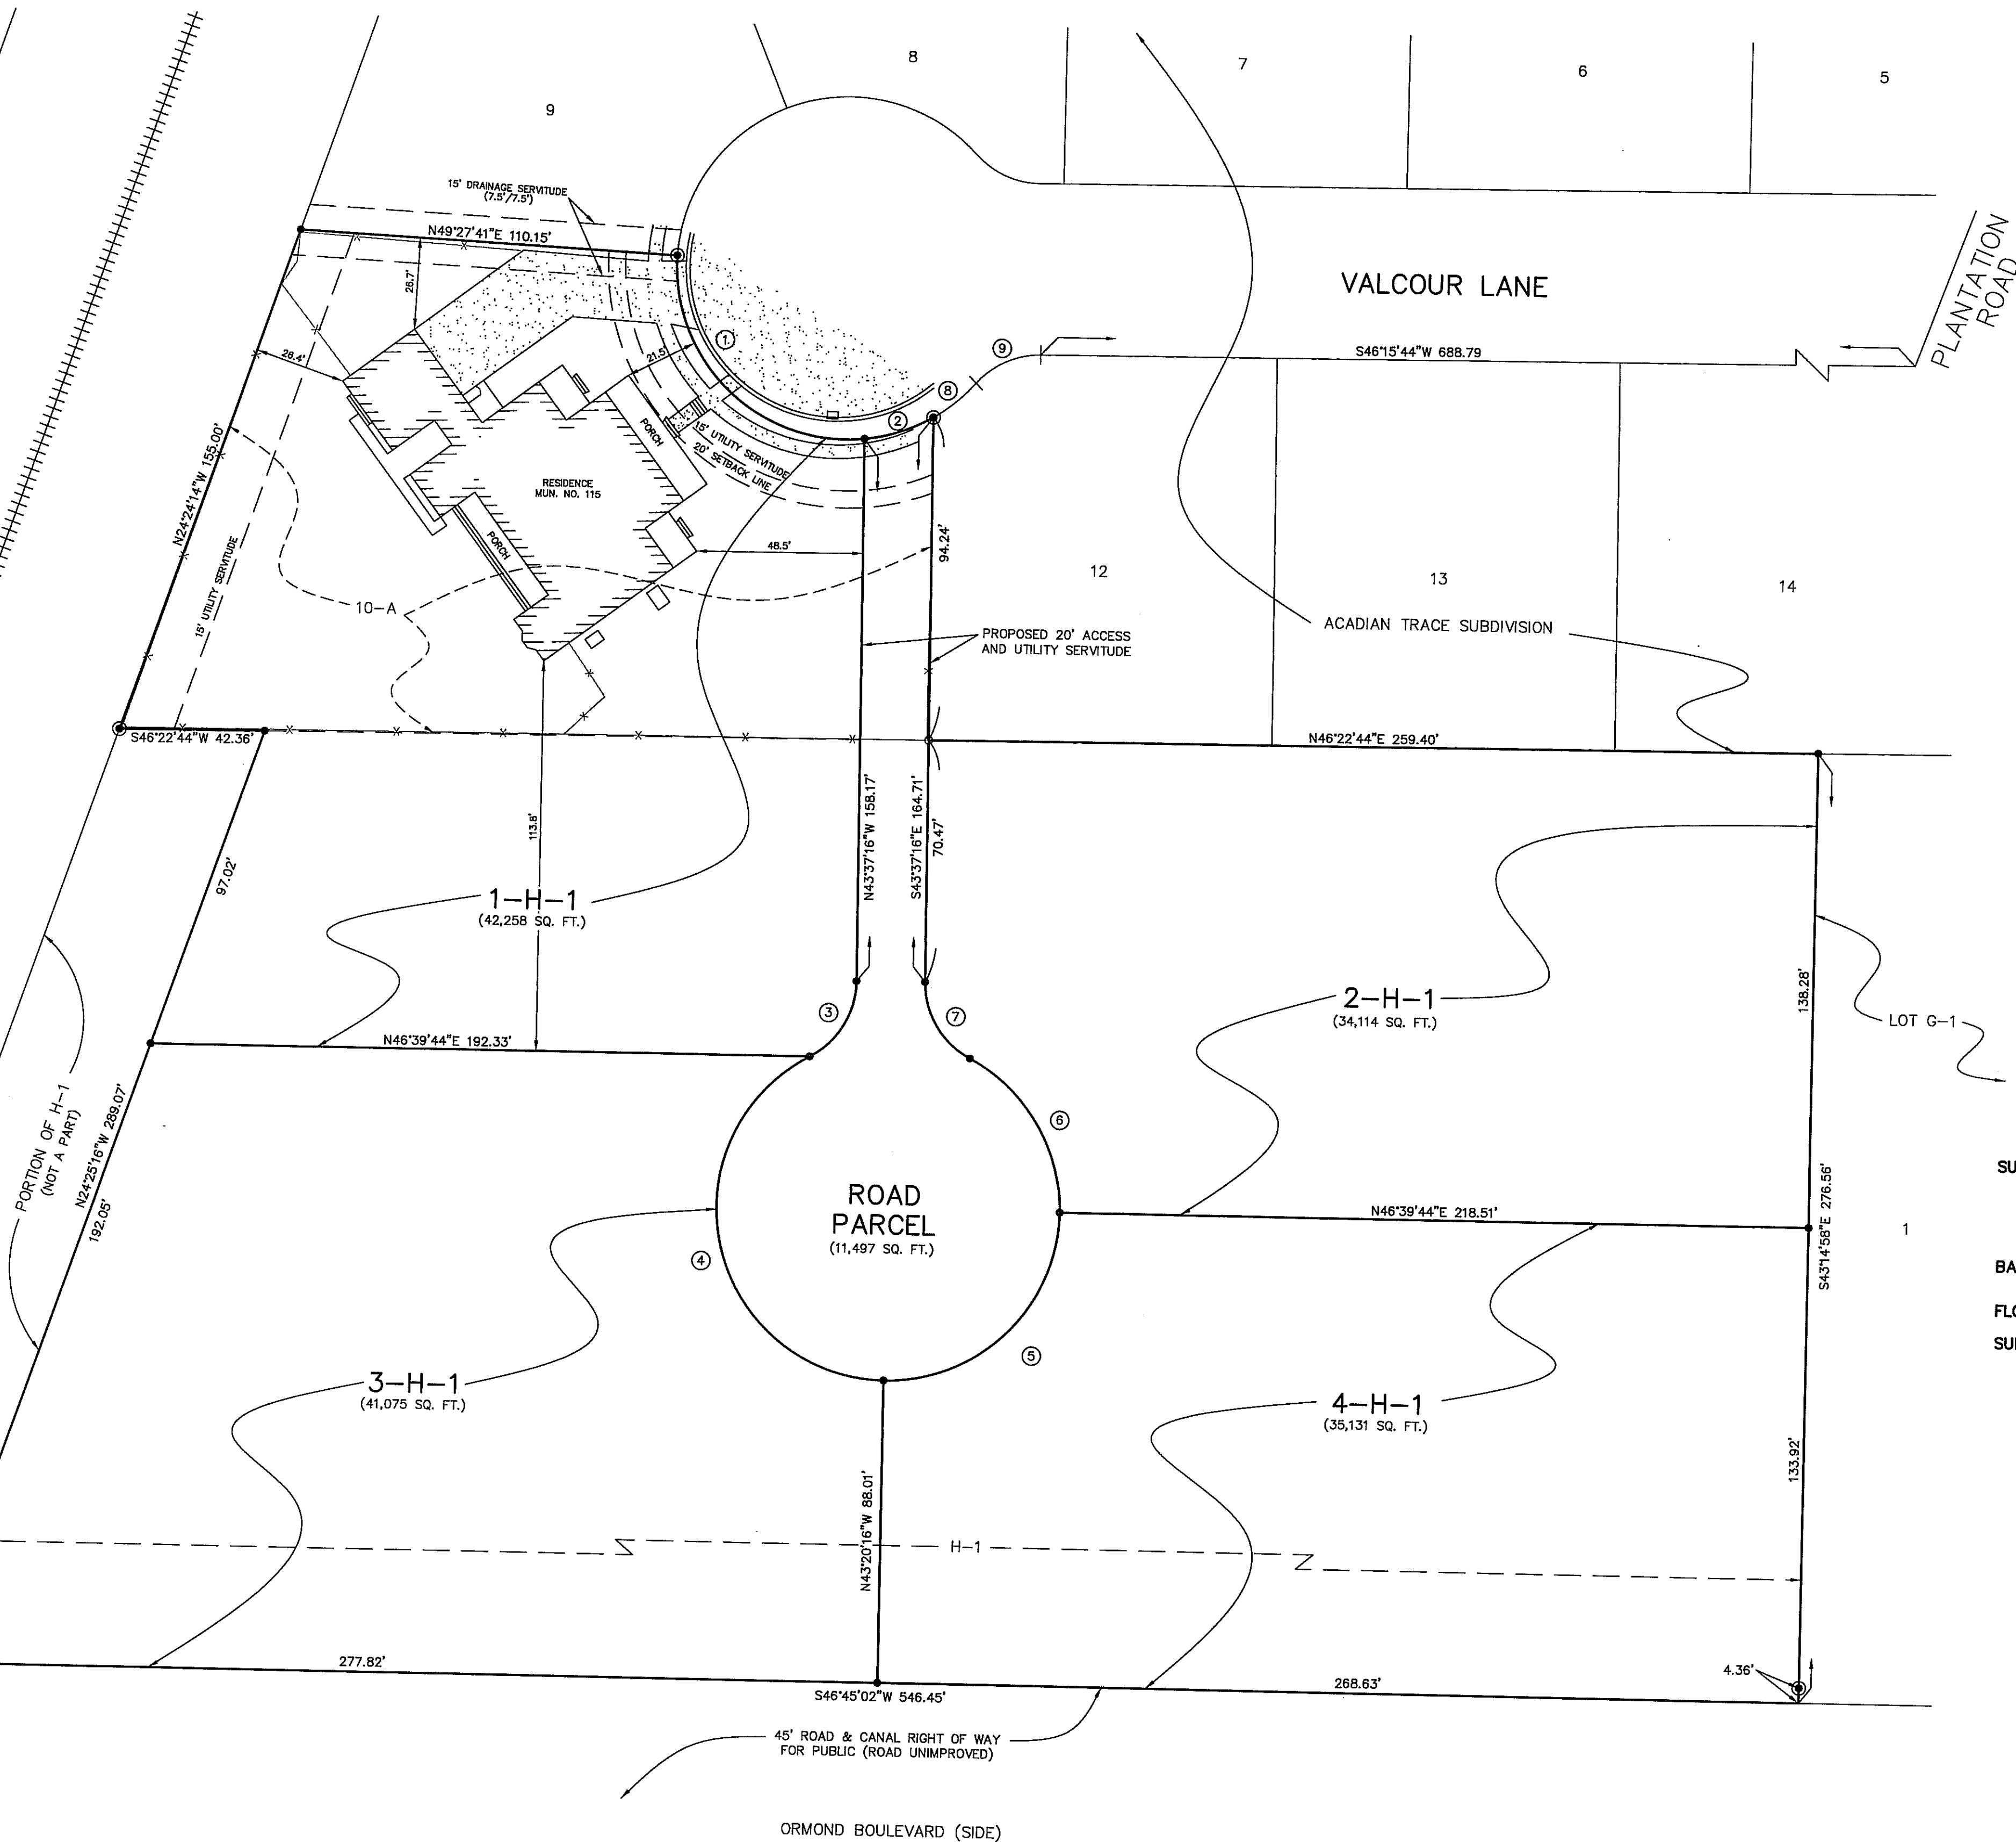 8
7
6
5
9
15' DRAINAGE SERVITUDE
(7.5'/7.5')
N49°27'41"E 110.15'
26.7'
VALCOUR LANE
PLANTATION
ROAD
1.
21.5'
9
S46°15'44"W 688.79
8
2
26.4'
PORCH
15' UTILITY SERVITUDE
20' SETBACK LINE
RESIDENCE
MUN. NO. 115
N24°24'14"W 155.00'
15' UTILITY SERVITUDE
PORCH
48.5'
94.24'
12
13
14
10-A
PROPOSED 20' ACCESS
AND UTILITY SERVITUDE
ACADIAN TRACE SUBDIVISION
S46°22'44"W 42.36'
N46°22'44"E 259.40'
97.02'
113.8'
N43°37'16"W 158.17'
S43°37'16"E 164.71'
70.47'
1-H-1
(42,258 SQ. FT.)
2-H-1
(34,114 SQ. FT.)
138.28'
LOT G-1
3
7
N46°39'44"E 192.33'
PORTION OF H-1
(NOT A PART)
N24°25'16"W 289.07'
192.05'
6
ROAD
PARCEL
(11,497 SQ. FT.)
N46°39'44"E 218.51'
S43°14'58"E 276.56'
1
SU
BA
FLO
SU
4
5
3-H-1
(41,075 SQ. FT.)
4-H-1
(35,131 SQ. FT.)
133.92'
N43°20'16"W 88.01'
H-1
277.82'
S46°45'02"W 546.45'
268.63'
4.36'
45' ROAD & CANAL RIGHT OF WAY
FOR PUBLIC (ROAD UNIMPROVED)
ORMOND BOULEVARD (SIDE)